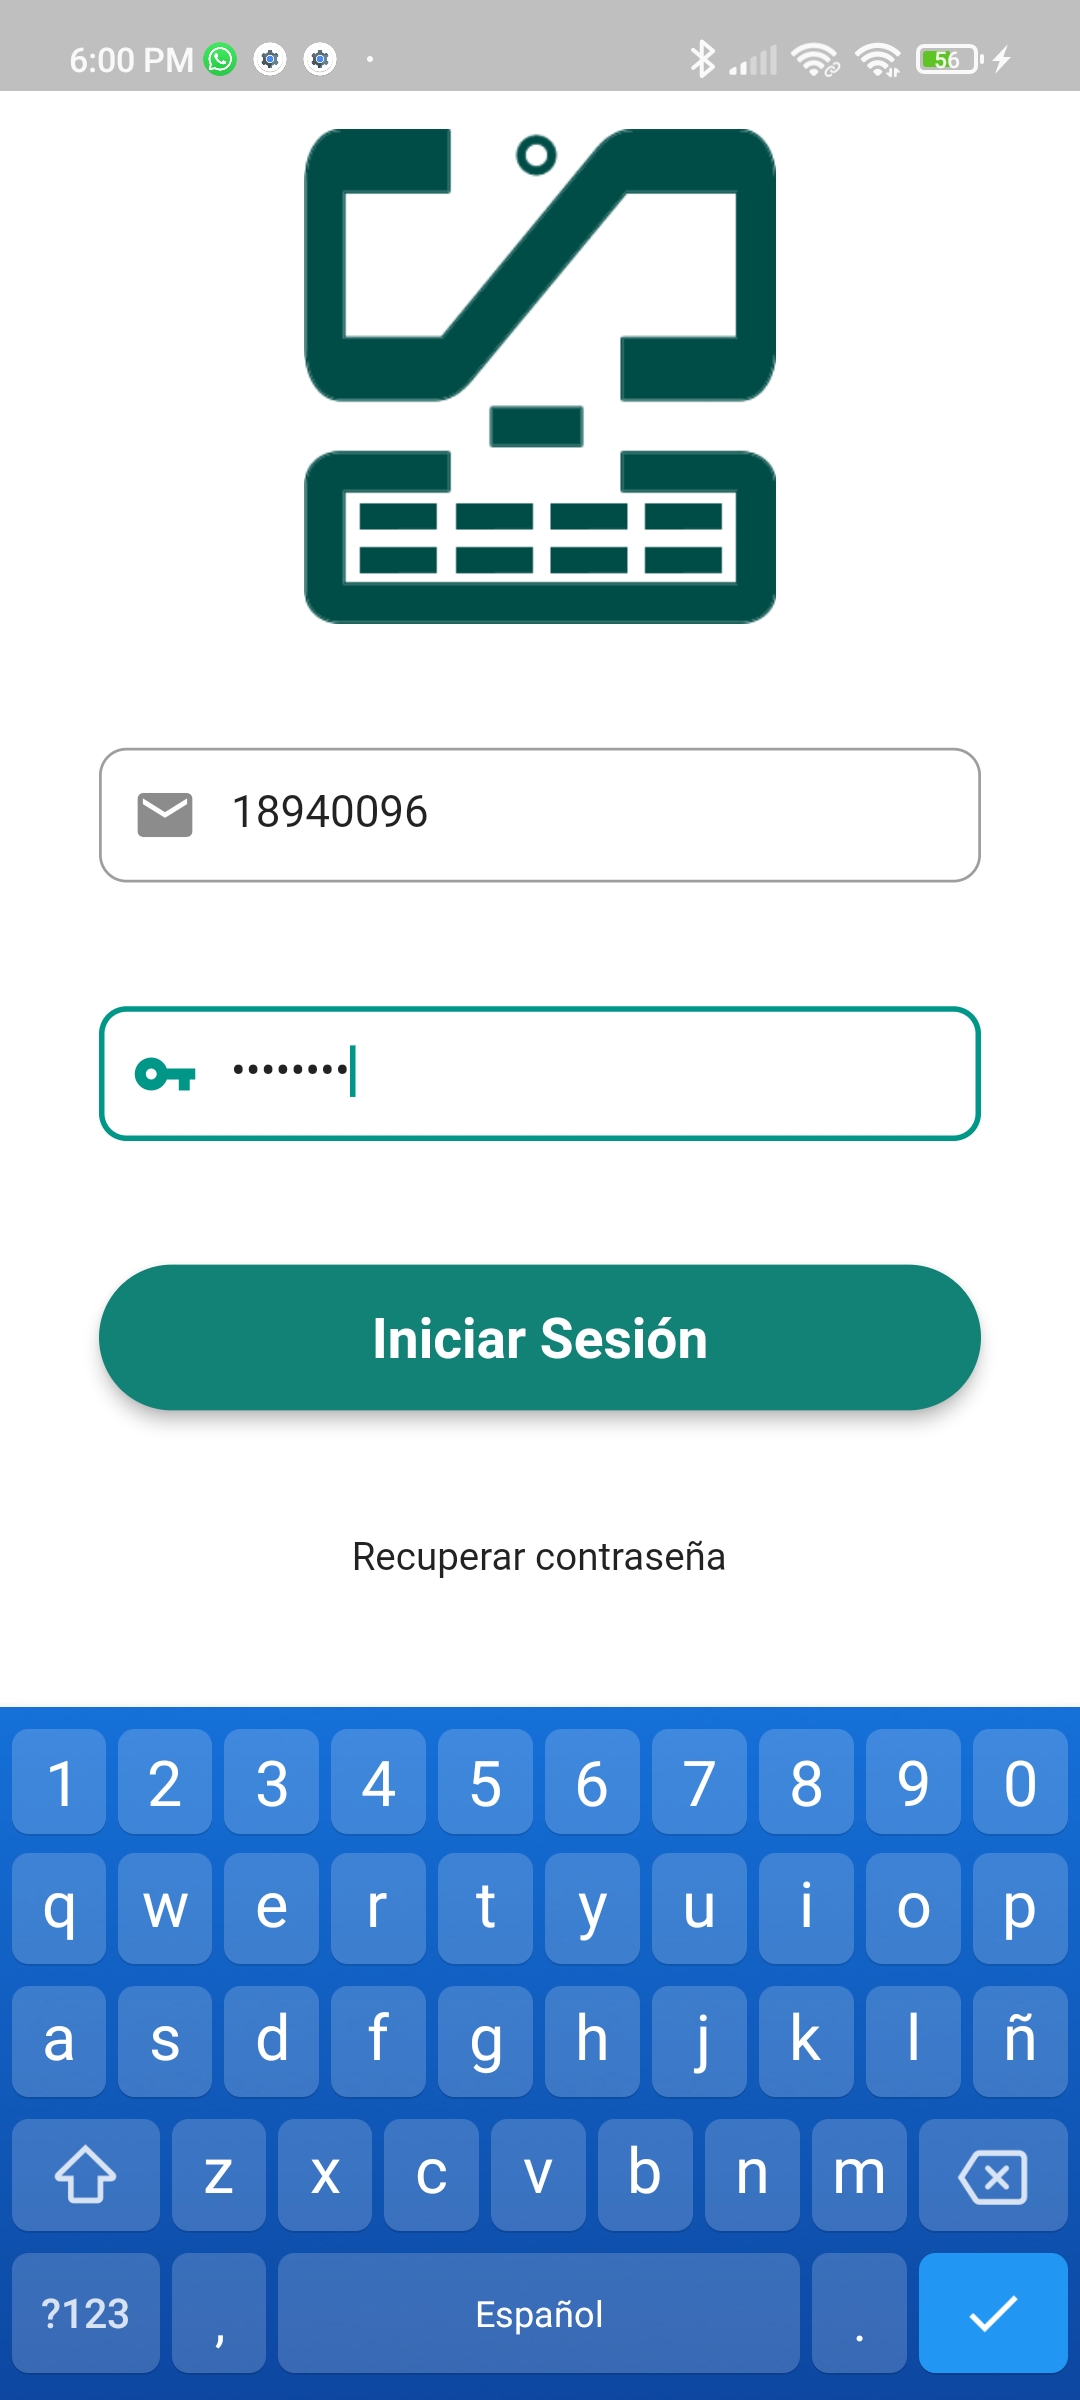 6:00 PM
56
18940096
••••••••
Iniciar Sesión
Recuperar contraseña
1 2 3 4 5 6 7 8 9 0
q w e r t y u i o p
a s d f g h j k l ñ
z x c v b n m
?123 , Español .